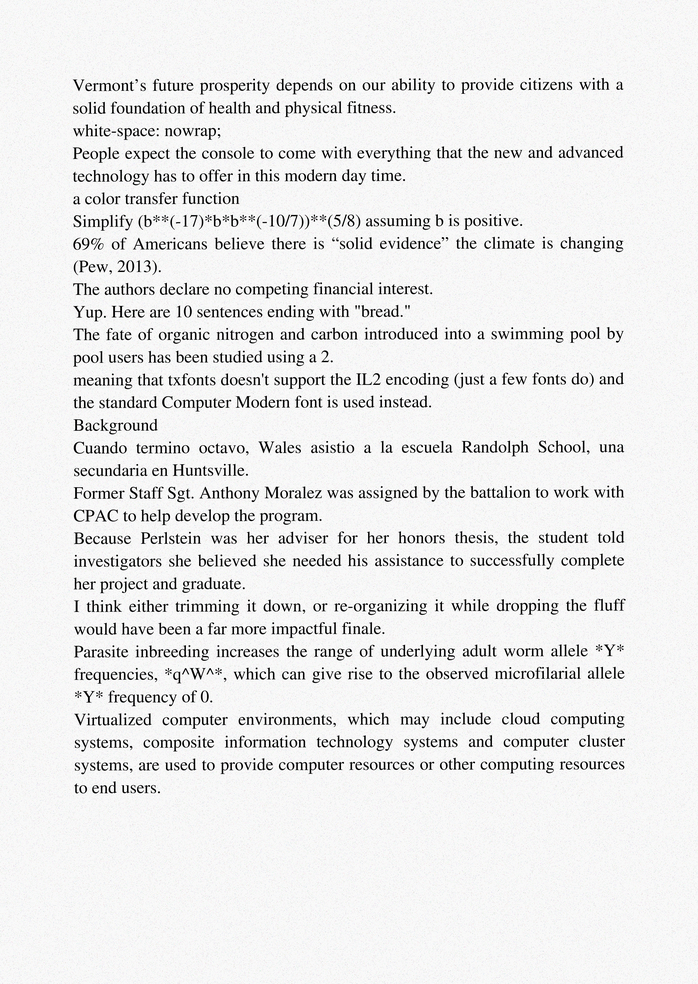 Vermont’s future prosperity depends on our ability to provide citizens with a
solid foundation of health and physical fitness.
white-space: nowrap;
People expect the console to come with everything that the new and advanced
technology has to offer in this modern day time.
a color transfer function
Simplify (b**(-17)*b*b**(-10/7))**(5/8) assuming b is positive.
69% of Americans believe there is “solid evidence” the climate is changing
(Pew, 2013).
The authors declare no competing financial interest.
Yup. Here are 10 sentences ending with "bread."
The fate of organic nitrogen and carbon introduced into a swimming pool by
pool users has been studied using a 2.
meaning that txfonts doesn't support the IL2 encoding (just a few fonts do) and
the standard Computer Modern font is used instead.
Background
Cuando termino octavo, Wales asistio a la escuela Randolph School, una
secundaria en Huntsville.
Former Staff Sgt. Anthony Moralez was assigned by the battalion to work with
CPAC to help develop the program.
Because Perlstein was her adviser for her honors thesis, the student told
investigators she believed she needed his assistance to successfully complete
her project and graduate.
I think either trimming it down, or re-organizing it while dropping the fluff
would have been a far more impactful finale.
Parasite inbreeding increases the range of underlying adult worm allele *Y*
frequencies, *q^W^*, which can give rise to the observed microfilarial allele
*Y* frequency of 0.
Virtualized computer environments, which may include cloud computing
systems, composite information technology systems and computer cluster
systems, are used to provide computer resources or other computing resources
to end users.